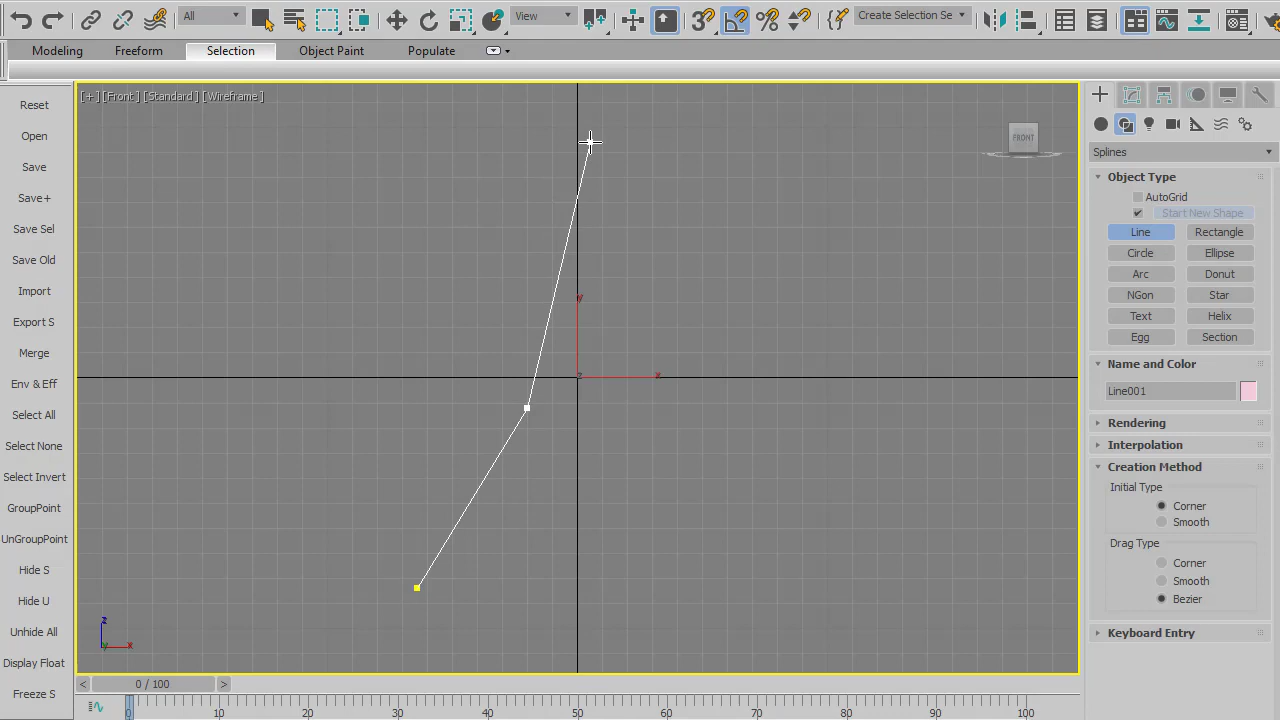 All
View
3
Create Selection Se
Modeling
Freeform
Selection
Object Paint
Populate
[+] [Front] [Standard] [Wireframe]
Reset
Open
Save
Save+
Save Sel
Save Old
Import
Export S
Merge
Env & Eff
Select All
Select None
Select Invert
GroupPoint
UnGroupPoint
Hide S
Hide U
Unhide All
Display Float
Freeze S
FRONT
y
z
x
z
y
x
Splines
Object Type
AutoGrid
Start New Shape
Line
Rectangle
Circle
Ellipse
Arc
Donut
NGon
Star
Text
Helix
Egg
Section
Name and Color
Line001
Rendering
Interpolation
Creation Method
Initial Type
Corner
Smooth
Drag Type
Corner
Smooth
Bezier
Keyboard Entry
< 0 / 100 >
0 10 20 30 40 50 60 70 80 90 100